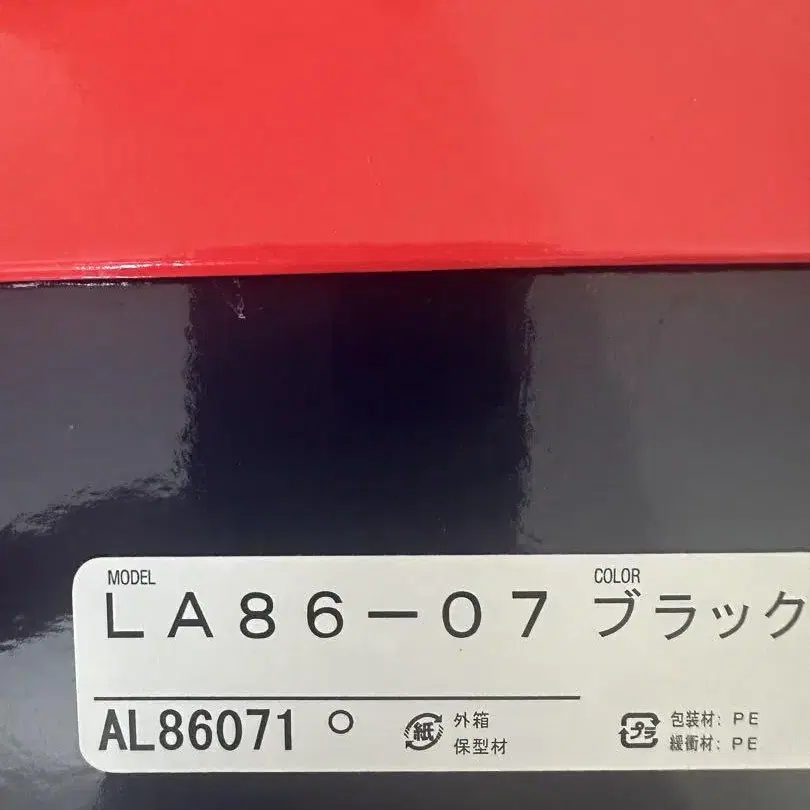 MODEL COLOR
LA86-07 ブラック
AL86071 ○ 紙 外箱 プラ 包装材: PE
保型材 緩衝材: PE